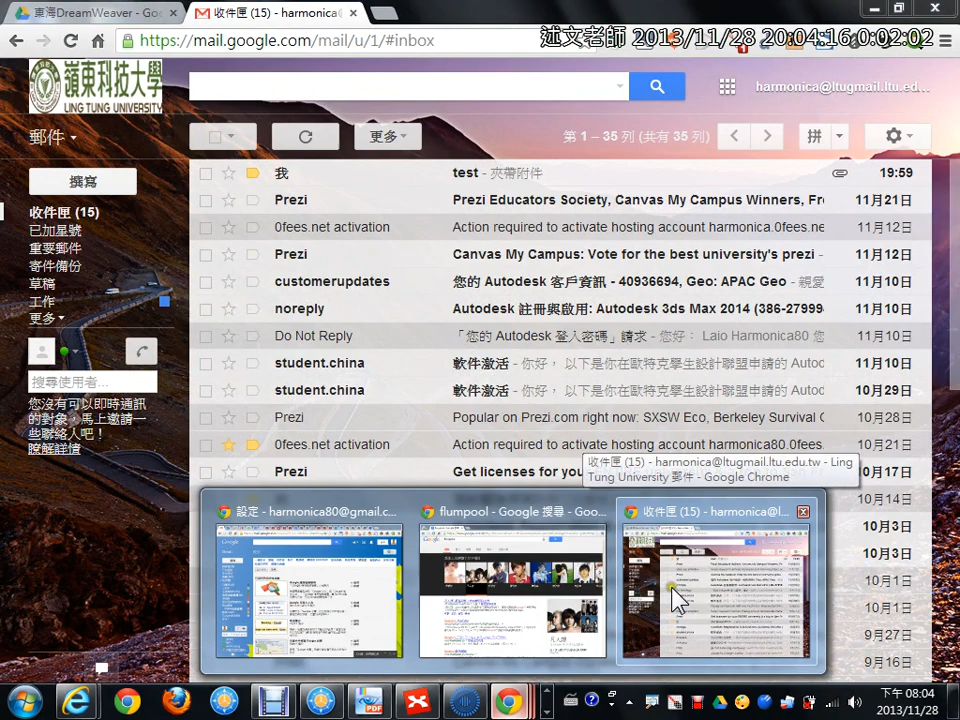 東海DreamWeaver - Goo
收件匣 (15) - harmonica@
https://mail.google.com/mail/u/1/#inbox
述文老師 2013/11/28 20:04:16 0:02:02
嶺東科技大學
LING TUNG UNIVERSITY
harmonica@ltugmail.ltu.ed...
郵件
更多
第 1 – 35 列 (共有 35 列)
拼
撰寫
收件匣 (15)
已加星號
重要郵件
寄件備份
草稿
工作
更多
搜尋使用者...
您沒有可以即時通訊
的對象，馬上邀請一
些聯絡人吧！
瞭解詳情
我 test - 夾帶附件 19:59
Prezi Prezi Educators Society, Canvas My Campus Winners, Fr 11月21日
0fees.net activation Action required to activate hosting account harmonica.0fees.ne 11月12日
Prezi Canvas My Campus: Vote for the best university's prezi - 11月12日
customerupdates 您的 Autodesk 客戶資訊 - 40936694, Geo: APAC Geo - 親愛 11月10日
noreply Autodesk 註冊與啟用: Autodesk 3ds Max 2014 (386-27999 11月10日
Do Not Reply 「您的 Autodesk 登入密碼」請求 - 您好： Laio Harmonica80 您 11月10日
student.china 軟件激活 - 你好， 以下是你在歐特克學生設計聯盟申請的 Autod 11月10日
student.china 軟件激活 - 你好， 以下是你在歐特克學生設計聯盟申請的 Autod 10月29日
Prezi Popular on Prezi.com right now: SXSW Eco, Berkeley Survival C 10月28日
0fees.net activation Action required to activate hosting account harmonica80.0fees. 10月21日
Prezi Get licenses for you 10月17日
收件匣 (15) - harmonica@ltugmail.ltu.edu.tw - Ling
Tung University 郵件 - Google Chrome
10月14日
10月3日
10月3日
10月1日
10月1日
9月27日
9月16日
設定 - harmonica80@gmail.c...
flumpool - Google 搜尋 - Goo...
收件匣 (15) - harmonica@l...
下午 08:04
2013/11/28